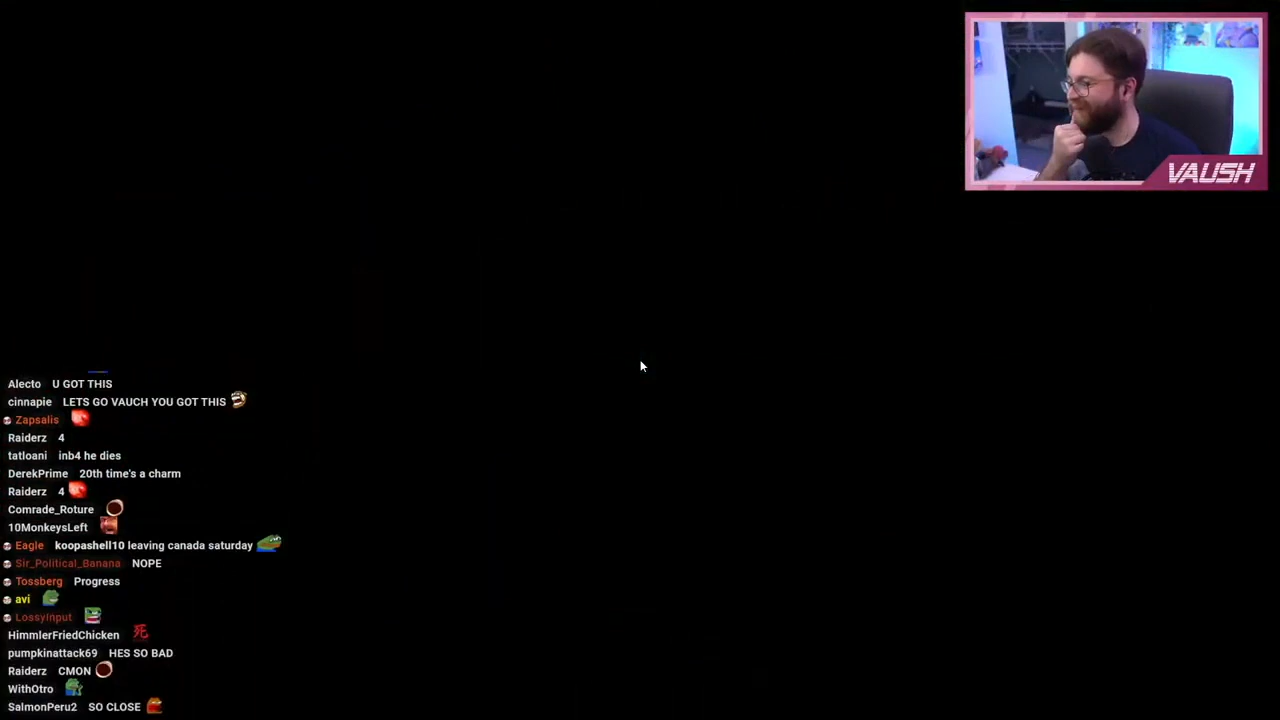 VAUSH
Alecto U GOT THIS
cinnapie LETS GO VAUCH YOU GOT THIS
Zapsalis
Raiderz 4
tatloani inb4 he dies
DerekPrime 20th time's a charm
Raiderz 4
Comrade_Roture
10MonkeysLeft
Eagle koopashell10 leaving canada saturday
Sir_Political_Banana NOPE
Tossberg Progress
avi
LossyInput
HimmlerFriedChicken 死
pumpkinattack69 HES SO BAD
Raiderz CMON
WithOtro
SalmonPeru2 SO CLOSE